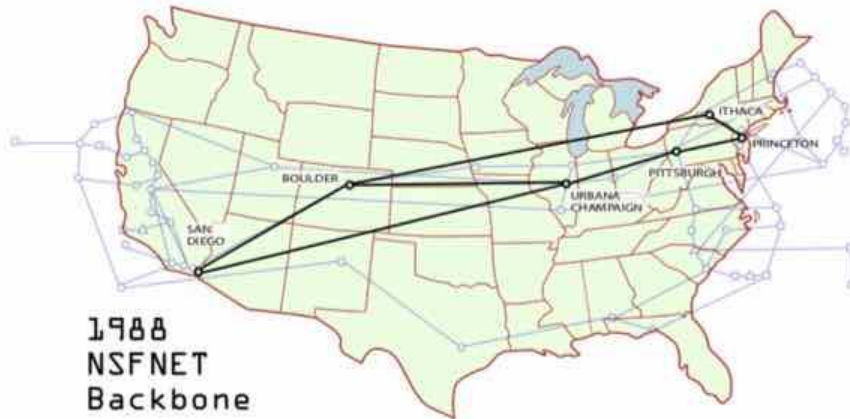 ITHACA
PRINCETON
BOULDER
PITTSBURGH
URBANA
CHAMPAIGN
SAN
DIEGO
1988
NSFNET
Backbone